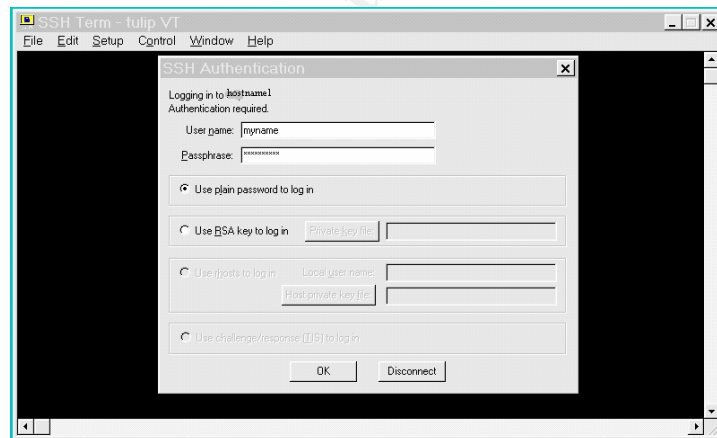 SSH Term - tulip VT
File Edit Setup Control Window Help
SSH Authentication
Logging in to hostname1
Authentication required.
User name: myname
Passphrase: **********
Use plain password to log in
Use RSA key to log in Private key file:
Use rhosts to log in Local user name:
Host private key file:
Use challenge/response (TIS) to log in
OK Disconnect